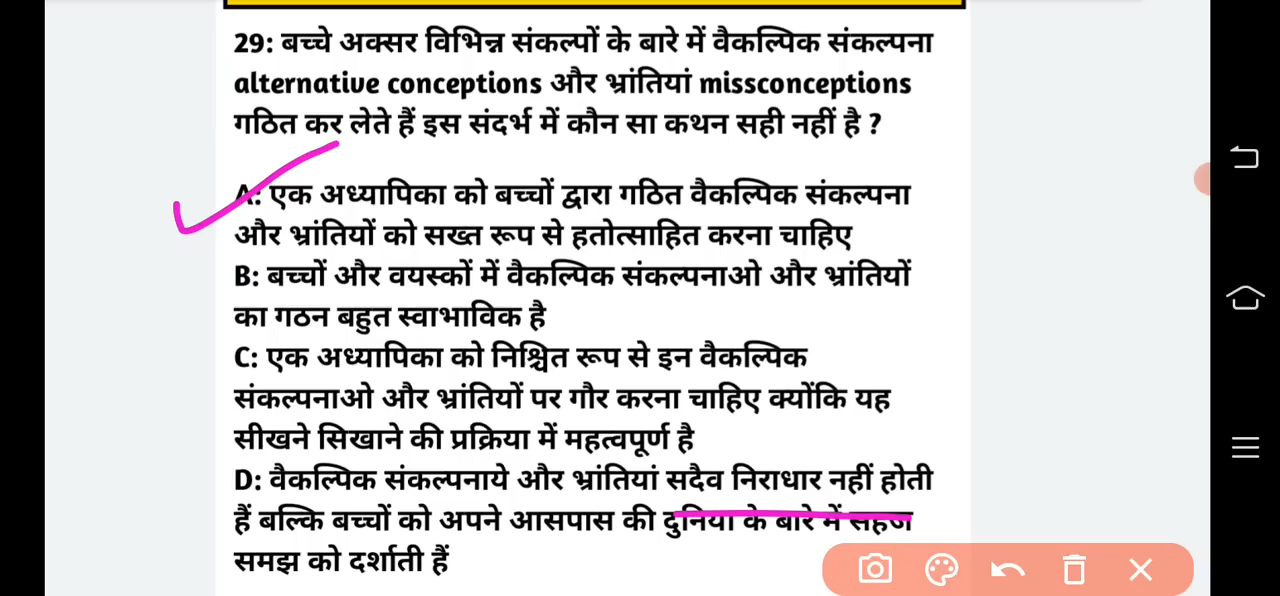 29: बच्चे अक्सर विभिन्न संकल्पों के बारे में वैकल्पिक संकल्पना
alternative conceptions और भ्रांतियां missconceptions
गठित कर लेते हैं इस संदर्भ में कौन सा कथन सही नहीं है ?
A: एक अध्यापिका को बच्चों द्वारा गठित वैकल्पिक संकल्पना
और भ्रांतियों को सख्त रूप से हतोत्साहित करना चाहिए
B: बच्चों और वयस्कों में वैकल्पिक संकल्पनाओ और भ्रांतियों
का गठन बहुत स्वाभाविक है
C: एक अध्यापिका को निश्चित रूप से इन वैकल्पिक
संकल्पनाओ और भ्रांतियों पर गौर करना चाहिए क्योंकि यह
सीखने सिखाने की प्रक्रिया में महत्वपूर्ण है
D: वैकल्पिक संकल्पनाये और भ्रांतियां सदैव निराधार नहीं होती
हैं बल्कि बच्चों को अपने आसपास की दुनिया के बारे में सहज
समझ को दर्शाती हैं